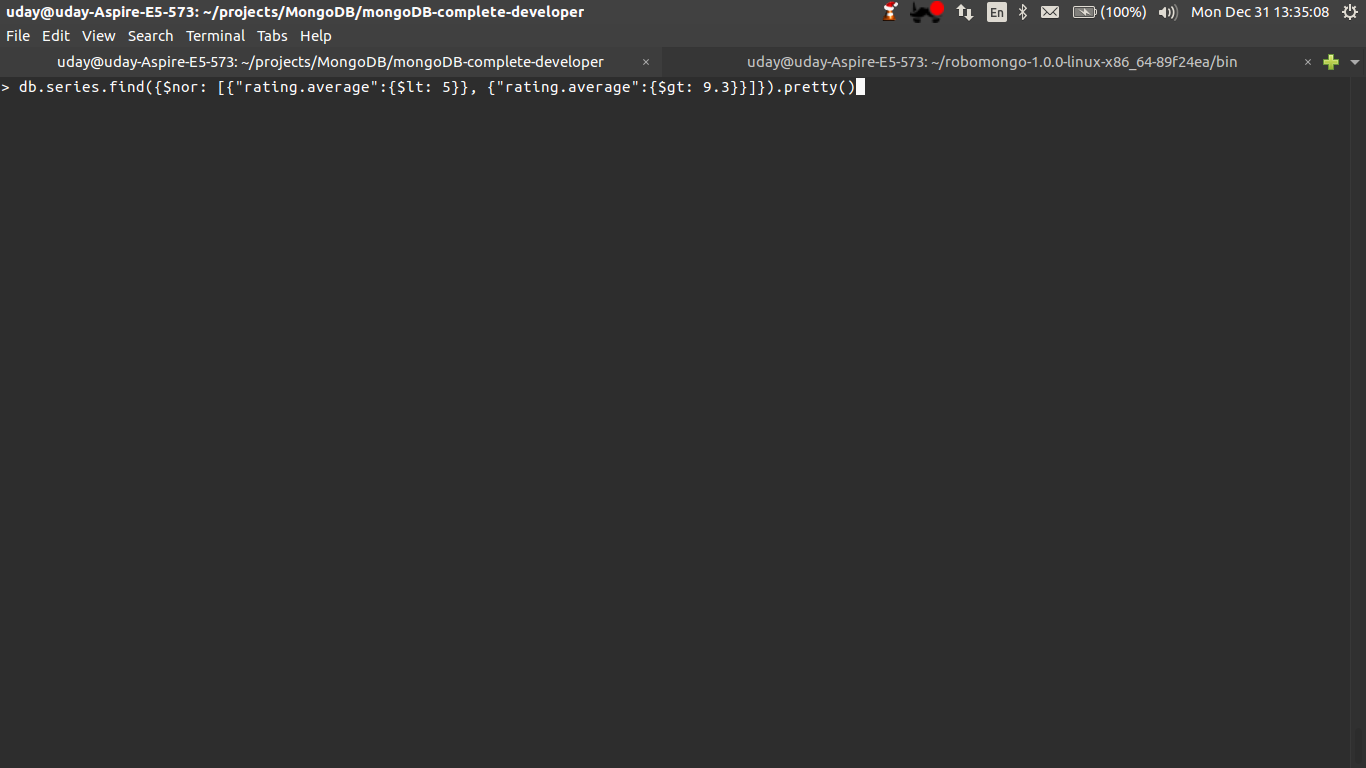 uday@uday-Aspire-E5-573: ~/projects/MongoDB/mongoDB-complete-developer En (100%) Mon Dec 31 13:35:08
File Edit View Search Terminal Tabs Help
uday@uday-Aspire-E5-573: ~/projects/MongoDB/mongoDB-complete-developer × uday@uday-Aspire-E5-573: ~/robomongo-1.0.0-linux-x86_64-89f24ea/bin ×
> db.series.find({$nor: [{"rating.average":{$lt: 5}}, {"rating.average":{$gt: 9.3}}]}).pretty()